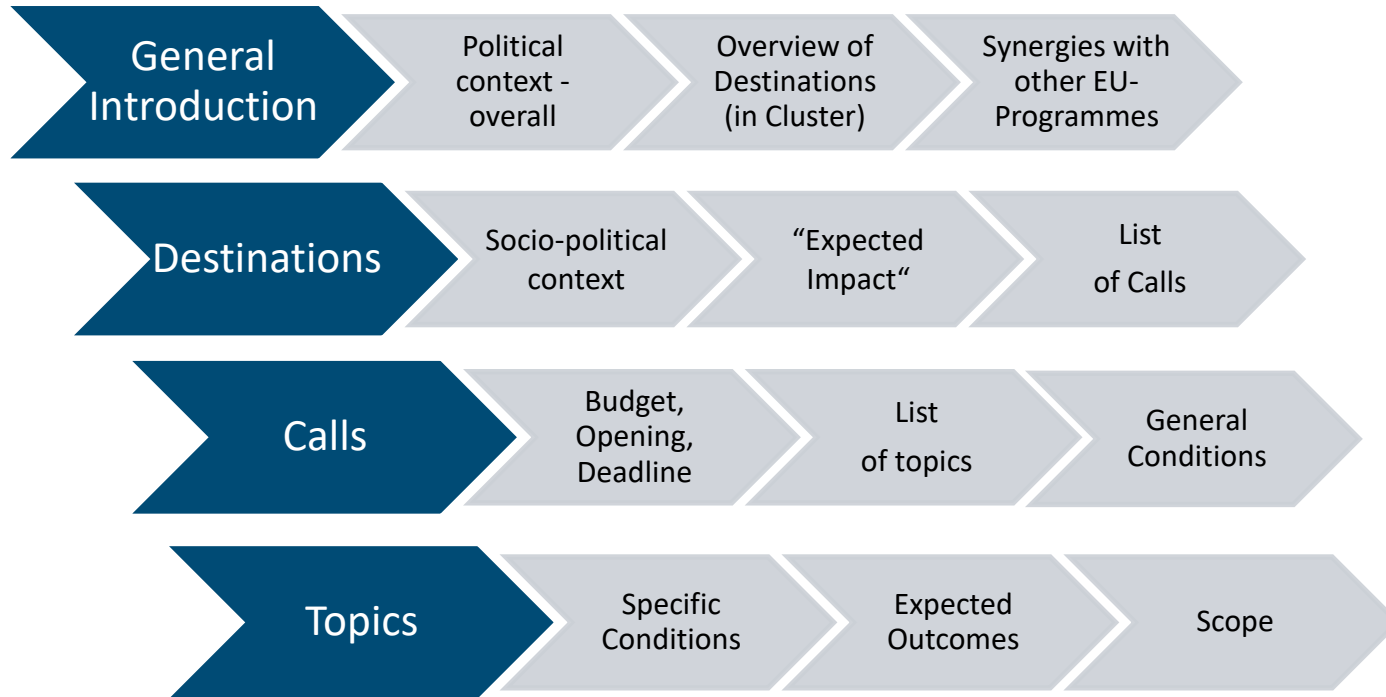 General
Introduction
Political
context -
overall
Overview of
Destinations
(in Cluster)
Synergies with
other EU-
Programmes
Destinations
Socio-political
context
“Expected
Impact“
List
of Calls
Calls
Budget,
Opening,
Deadline
List
of topics
General
Conditions
Topics
Specific
Conditions
Expected
Outcomes
Scope